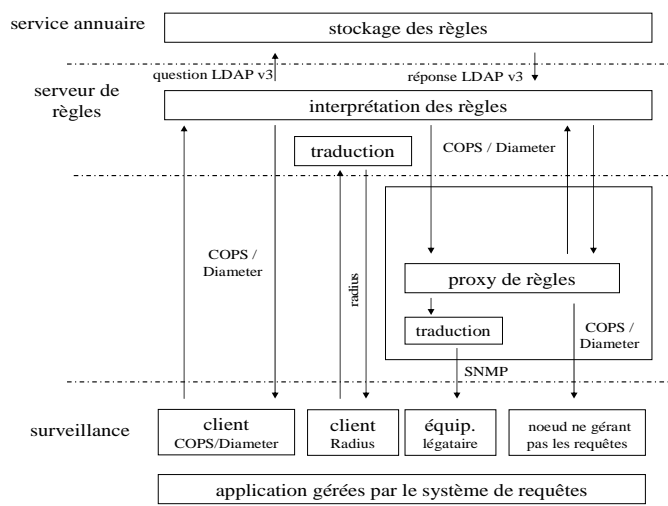 service annuaire
stockage des règles
question LDAP v3
réponse LDAP v3
serveur de
règles
interprétation des règles
traduction
COPS / Diameter
COPS /
Diameter
radius
proxy de règles
traduction
COPS /
Diameter
SNMP
surveillance
client
COPS/Diameter
client
Radius
équip.
légataire
noeud ne gérant
pas les requêtes
application gérées par le système de requêtes